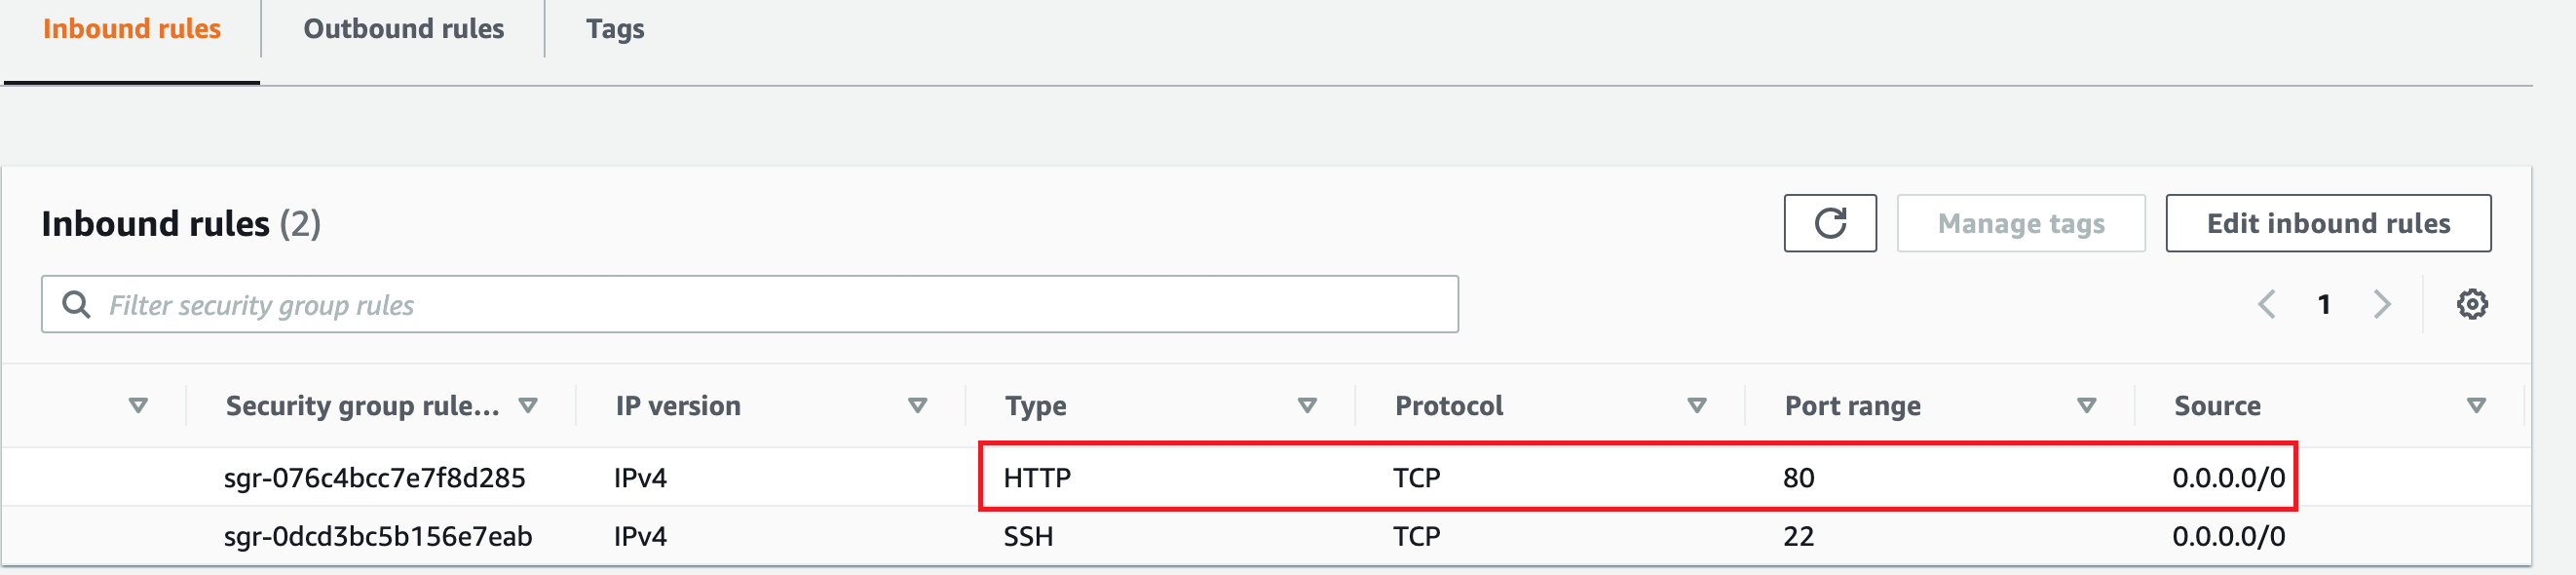 Inbound rules Outbound rules Tags
Inbound rules (2) Manage tags Edit inbound rules
Filter security group rules 1
Security group rule... IP version Type Protocol Port range Source
sgr-076c4bcc7e7f8d285 IPv4 HTTP TCP 80 0.0.0.0/0
sgr-0dcd3bc5b156e7eab IPv4 SSH TCP 22 0.0.0.0/0